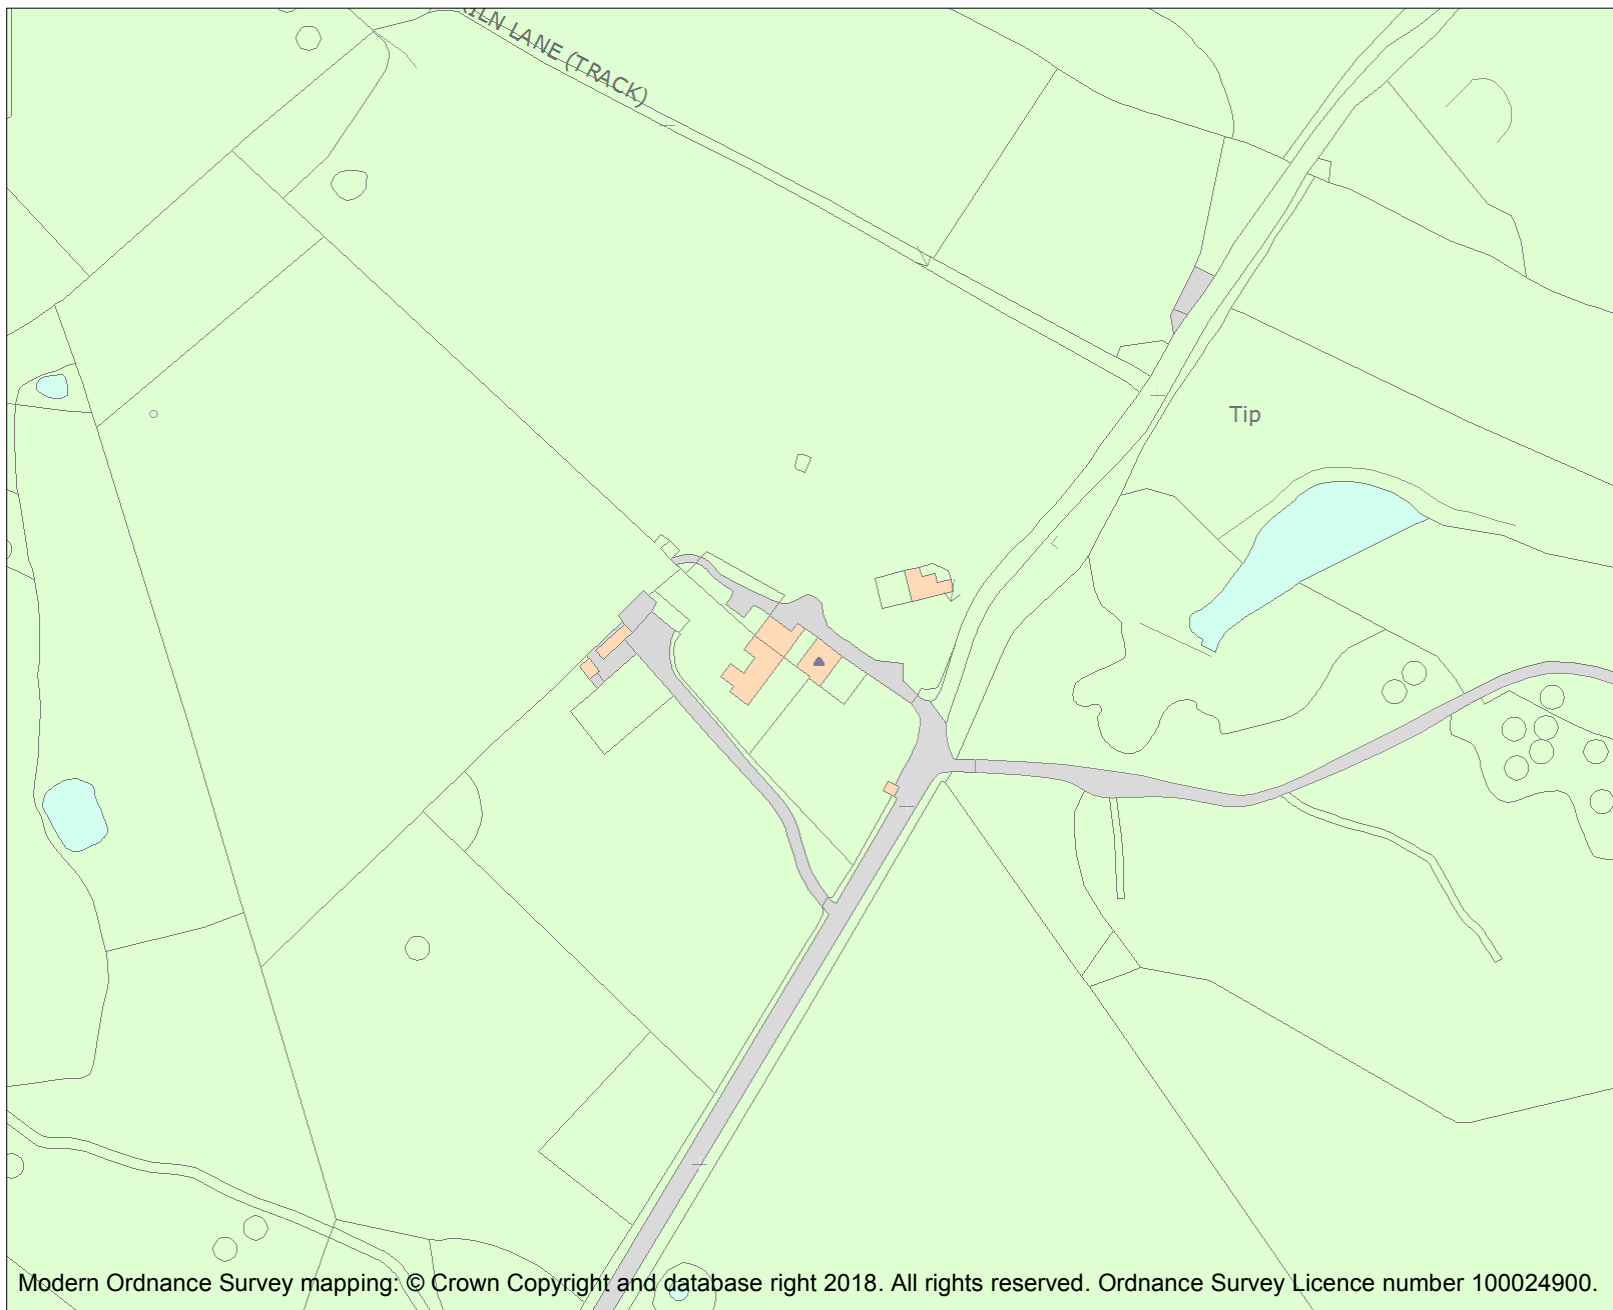 KILN LANE (TRACK)
Tip
Modern Ordnance Survey mapping: © Crown Copyright and database right 2018. All rights reserved. Ordnance Survey Licence number 100024900.